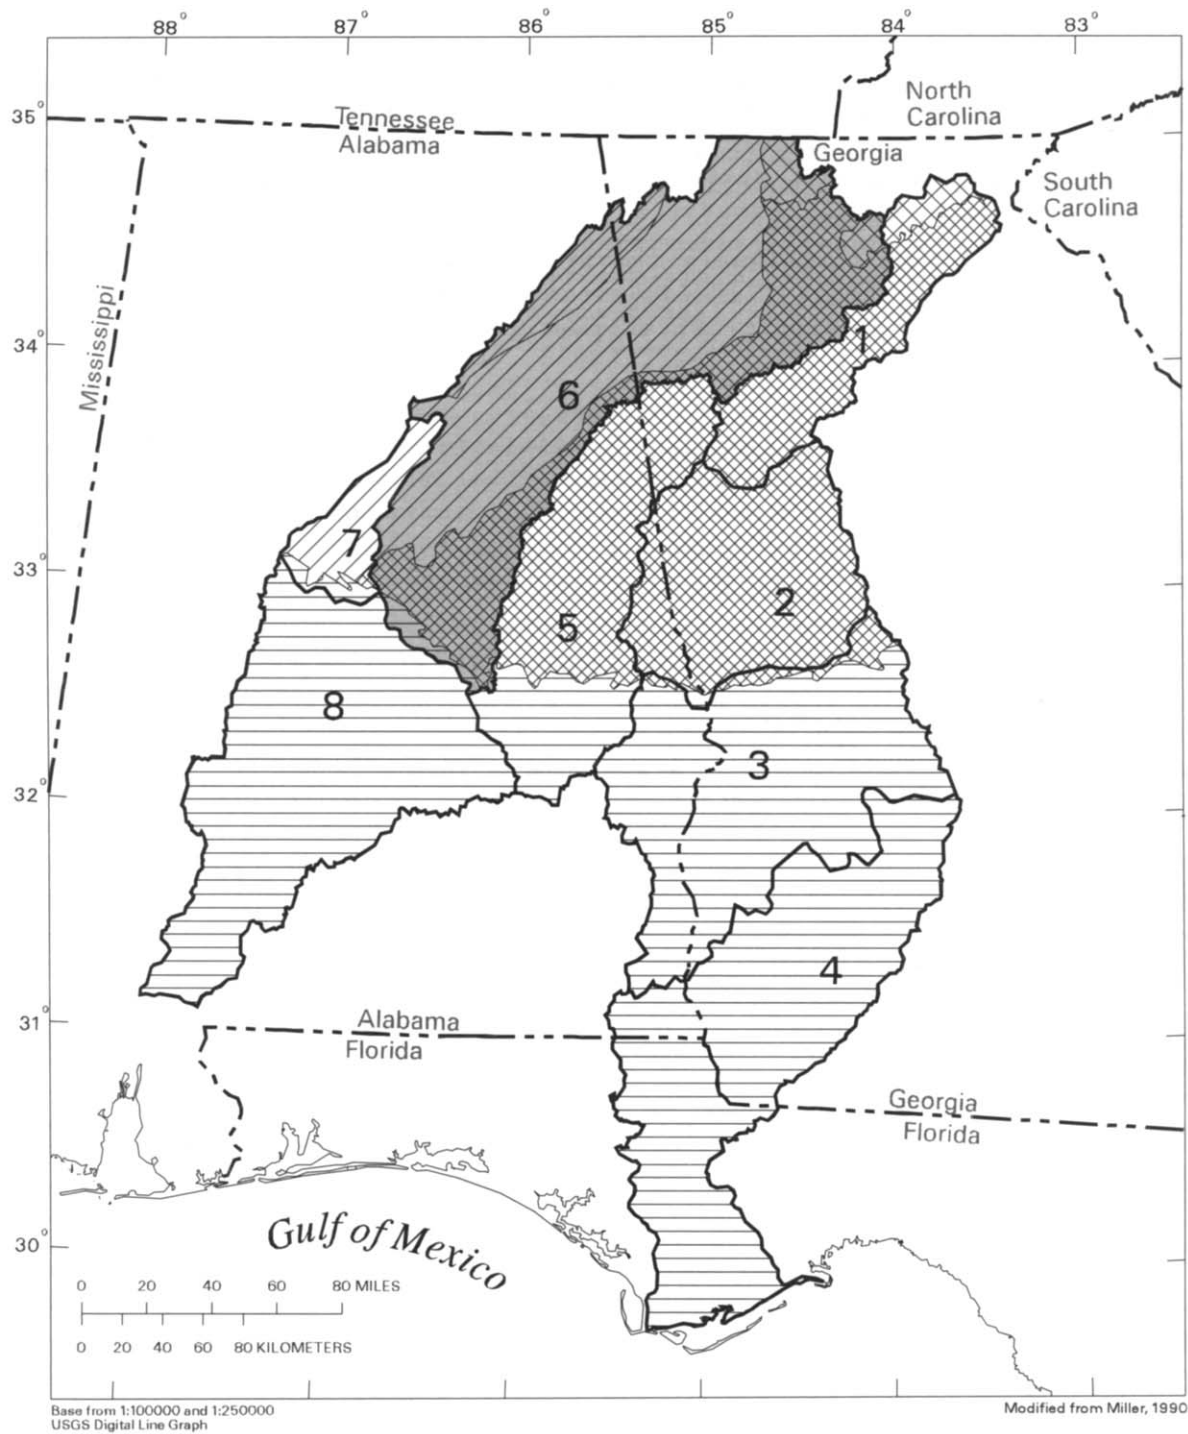 88° 87° 86° 85° 84° 83°
35°
Tennessee
Alabama
North
Carolina
Georgia
South
Carolina
Mississippi
34°
1
6
33°
7
2
5
8
3
32°
4
31°
Alabama
Florida
Georgia
Florida
30°
Gulf of Mexico
0 20 40 60 80 MILES
0 20 40 60 80 KILOMETERS
Base from 1:100000 and 1:250000
USGS Digital Line Graph
Modified from Miller, 1990